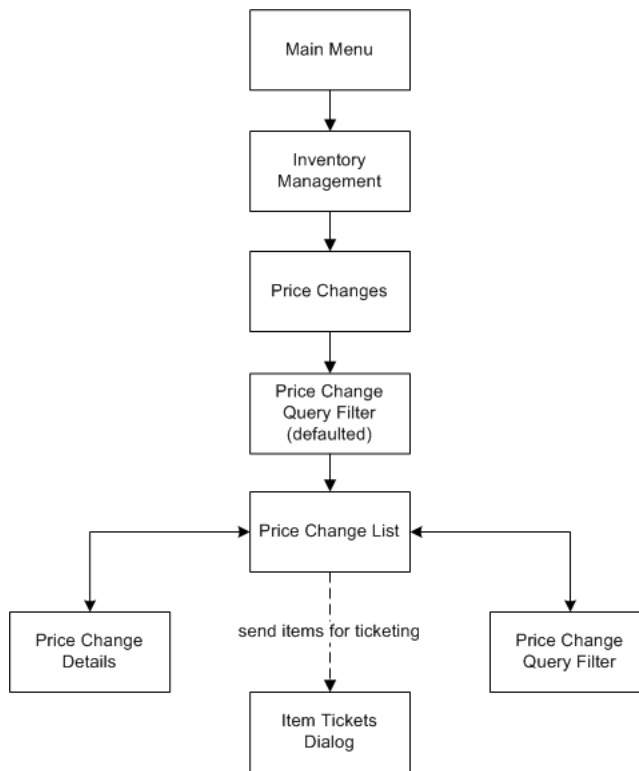 Main Menu
Inventory
Management
Price Changes
Price Change
Query Filter
(defaulted)
Price Change List
send items for ticketing
Price Change
Details
Price Change
Query Filter
Item Tickets
Dialog